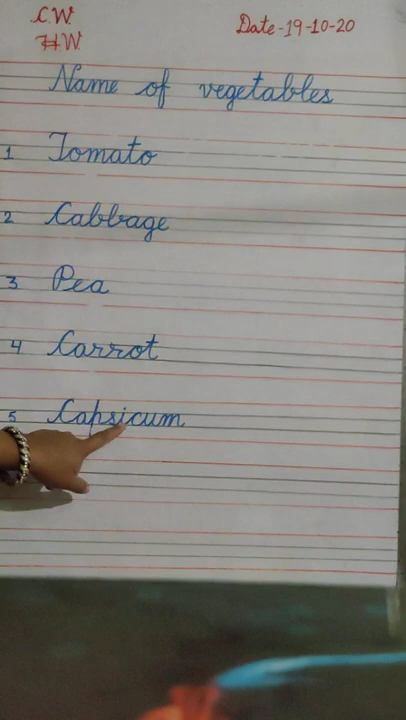 C.W.
H.W.
Date-19-10-20
Name of vegetables
1 Tomato
2 Cabbage
3 Pea
4 Carrot
5 Capsicum